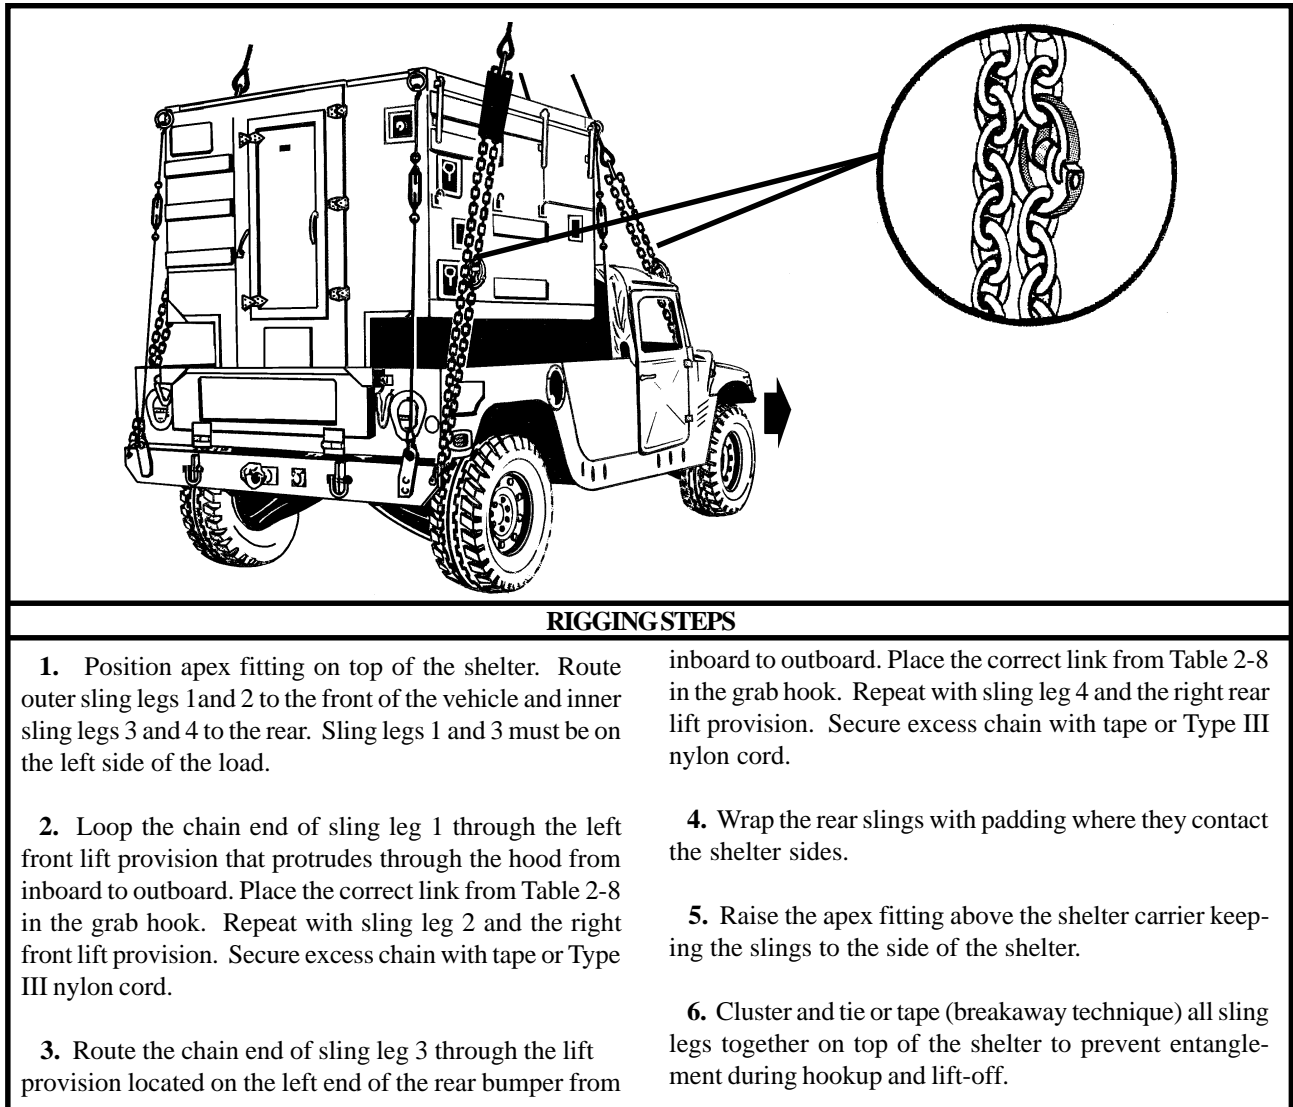 RIGGING STEPS
1. Position apex fitting on top of the shelter. Route
outer sling legs 1and 2 to the front of the vehicle and inner
sling legs 3 and 4 to the rear. Sling legs 1 and 3 must be on
the left side of the load.
2. Loop the chain end of sling leg 1 through the left
front lift provision that protrudes through the hood from
inboard to outboard. Place the correct link from Table 2-8
in the grab hook. Repeat with sling leg 2 and the right
front lift provision. Secure excess chain with tape or Type
III nylon cord.
3. Route the chain end of sling leg 3 through the lift
provision located on the left end of the rear bumper from
inboard to outboard. Place the correct link from Table 2-8
in the grab hook. Repeat with sling leg 4 and the right rear
lift provision. Secure excess chain with tape or Type III
nylon cord.
4. Wrap the rear slings with padding where they contact
the shelter sides.
5. Raise the apex fitting above the shelter carrier keep-
ing the slings to the side of the shelter.
6. Cluster and tie or tape (breakaway technique) all sling
legs together on top of the shelter to prevent entangle-
ment during hookup and lift-off.